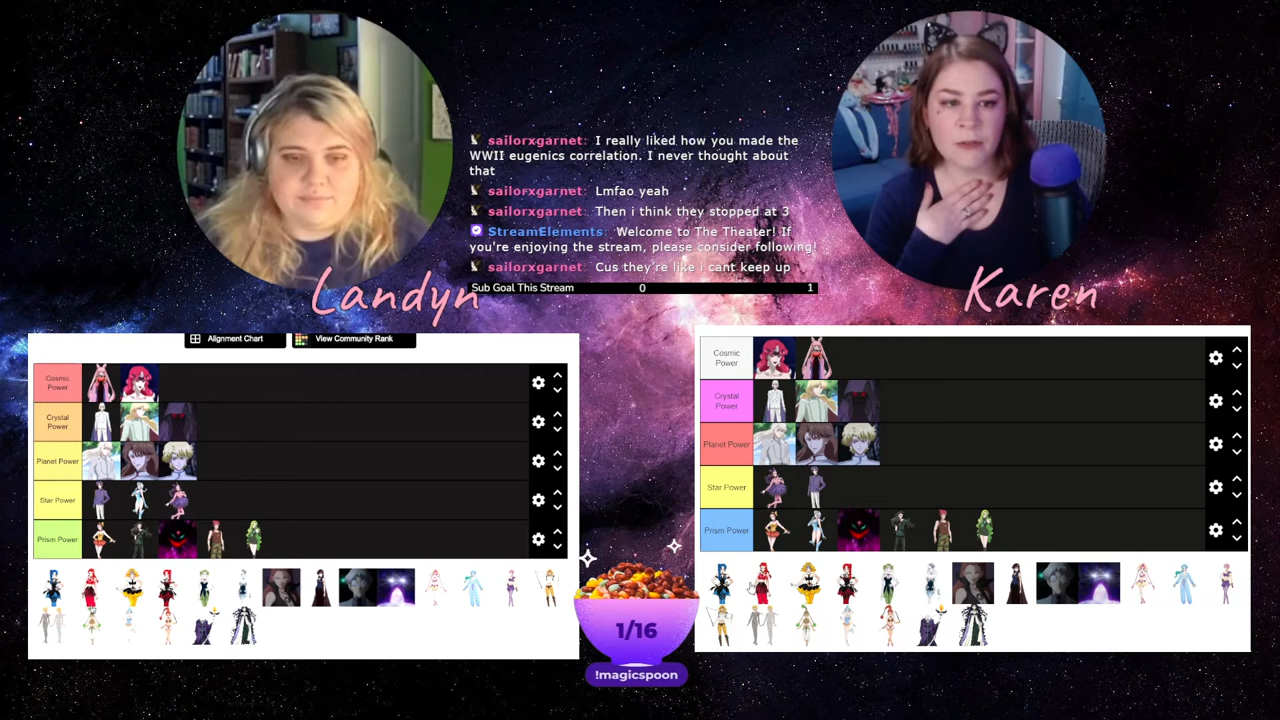 sailorxgarnet: I really liked how you made the
WWII eugenics correlation. I never thought about
that
sailorxgarnet: Lmfao yeah
sailorxgarnet: Then i think they stopped at 3
StreamElements: Welcome to The Theater! If
you're enjoying the stream, please consider following!
sailorxgarnet: Cus they're like i cant keep up
Sub Goal This Stream 0 1
Landyn
Karen
Alignment Chart View Community Rank
Cosmic
Power
Crystal
Power
Planet Power
Star Power
Prism Power
Cosmic
Power
Crystal
Power
Planet Power
Star Power
Prism Power
1/16
!magicspoon